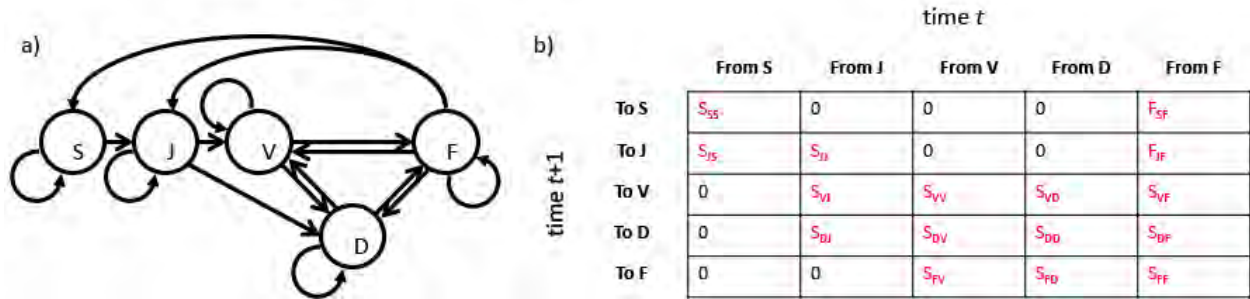 a)
S
J
V
F
D
b)
time t
time t+1
From S From J From V From D From F
To S S_SS 0 0 0 F_SF
To J S_JS S_JJ 0 0 F_JF
To V 0 S_VJ S_VV S_VD S_VF
To D 0 S_DJ S_DV S_DD S_DF
To F 0 0 S_FV S_FD S_FF